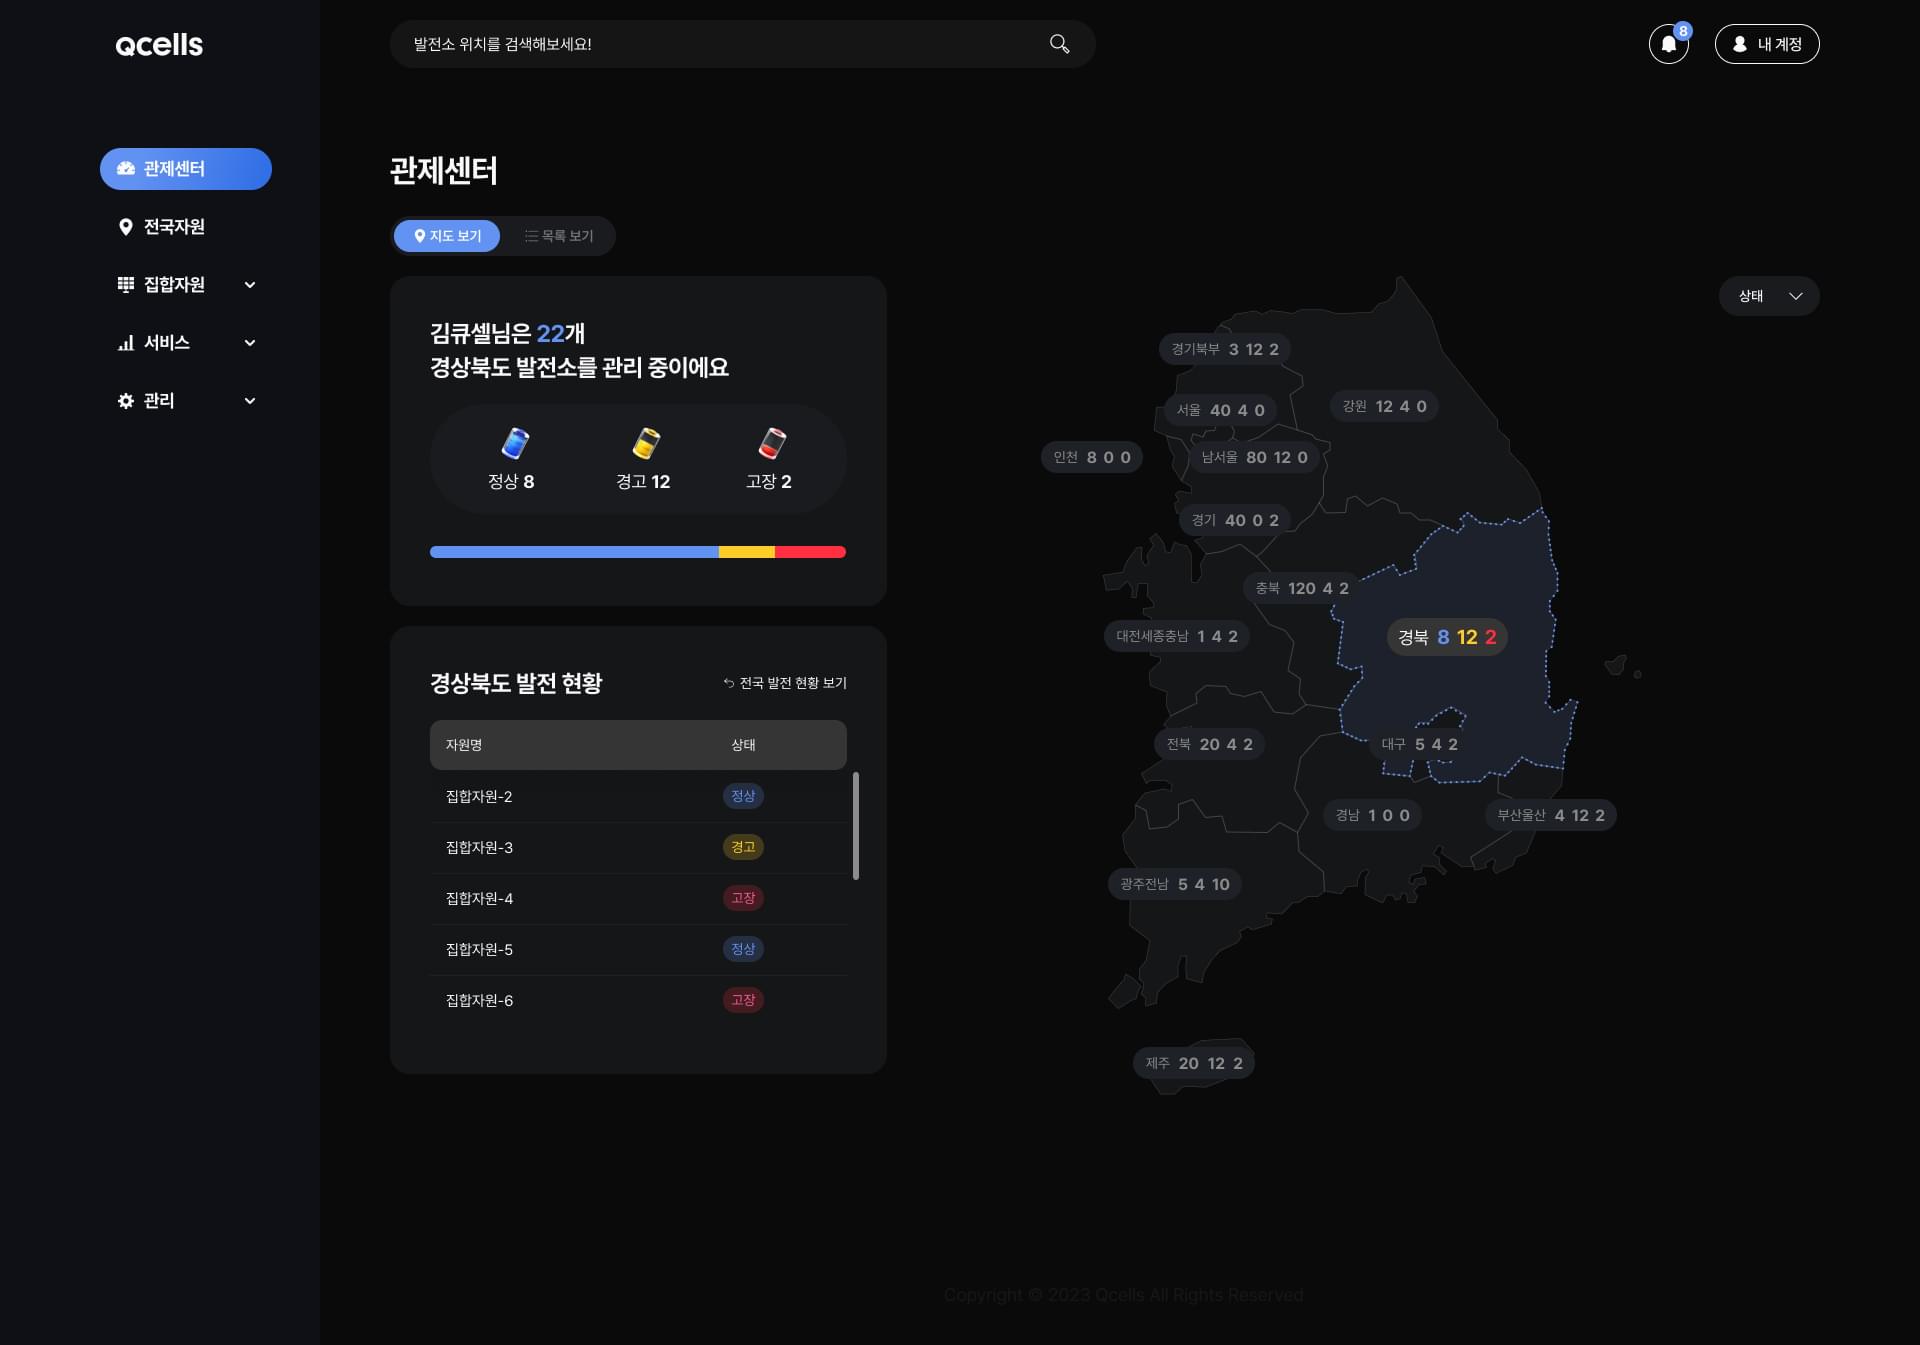 Qcells
발전소 위치를 검색해보세요!
8
내 계정
관제센터
전국자원
집합자원
서비스
관리
관제센터
지도 보기
목록 보기
김큐셀님은 22개
경상북도 발전소를 관리 중이에요
정상 8
경고 12
고장 2
경상북도 발전 현황
전국 발전 현황 보기
자원명 상태
집합자원-2 정상
집합자원-3 경고
집합자원-4 고장
집합자원-5 정상
집합자원-6 고장
상태
경기북부 3 12 2
강원 12 4 0
서울 40 4 0
인천 8 0 0
남서울 80 12 0
경기 40 0 2
충북 120 4 2
대전세종충남 1 4 2
경북 8 12 2
전북 20 4 2
대구 5 4 2
경남 1 0 0
부산울산 4 12 2
광주전남 5 4 10
제주 20 12 2
Copyright © 2023 Qcells All Rights Reserved